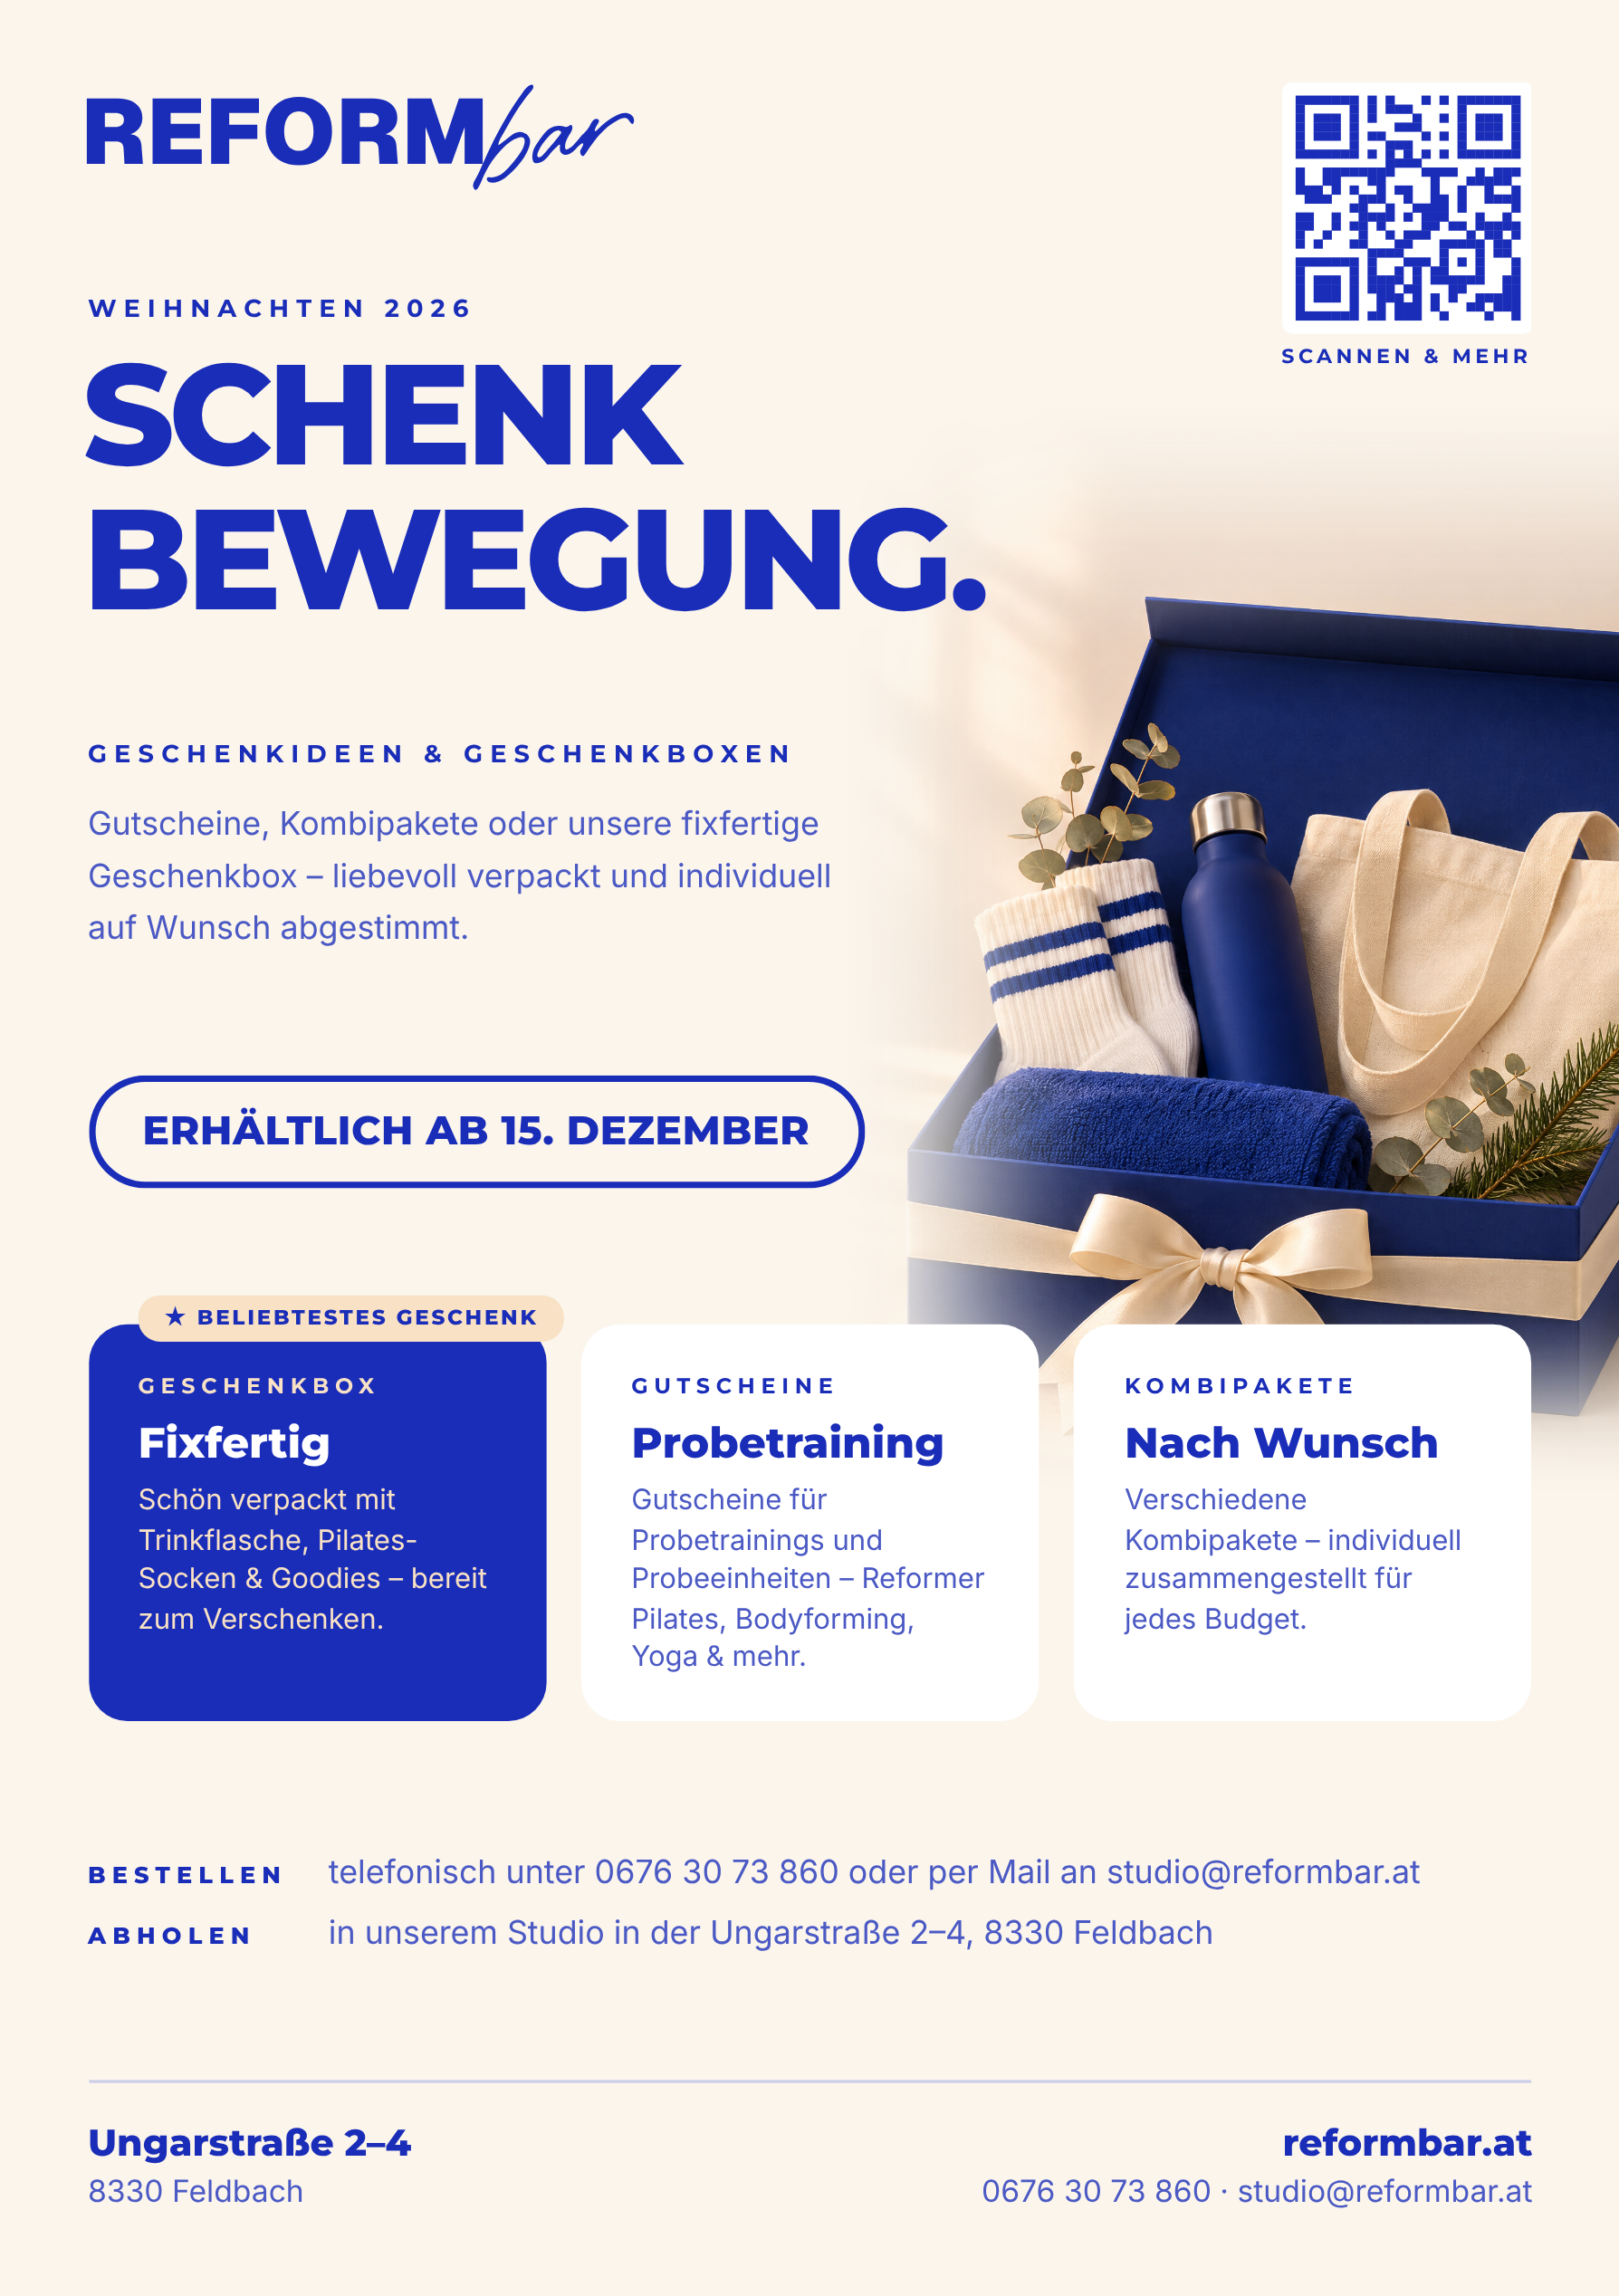 REFORMbar
SCANNEN & MEHR
WEIHNACHTEN 2026
SCHENK
BEWEGUNG.
GESCHENKIDEEN & GESCHENKBOXEN
Gutscheine, Kombipakete oder unsere fixfertige
Geschenkbox – liebevoll verpackt und individuell
auf Wunsch abgestimmt.
ERHÄLTLICH AB 15. DEZEMBER
★ BELIEBTESTES GESCHENK
GESCHENKBOX
Fixfertig
Schön verpackt mit
Trinkflasche, Pilates-
Socken & Goodies – bereit
zum Verschenken.
GUTSCHEINE
Probetraining
Gutscheine für
Probetrainings und
Probeeinheiten – Reformer
Pilates, Bodyforming,
Yoga & mehr.
KOMBIPAKETE
Nach Wunsch
Verschiedene
Kombipakete – individuell
zusammengestellt für
jedes Budget.
BESTELLEN telefonisch unter 0676 30 73 860 oder per Mail an studio@reformbar.at
ABHOLEN in unserem Studio in der Ungarstraße 2–4, 8330 Feldbach
Ungarstraße 2–4
8330 Feldbach
reformbar.at
0676 30 73 860 · studio@reformbar.at